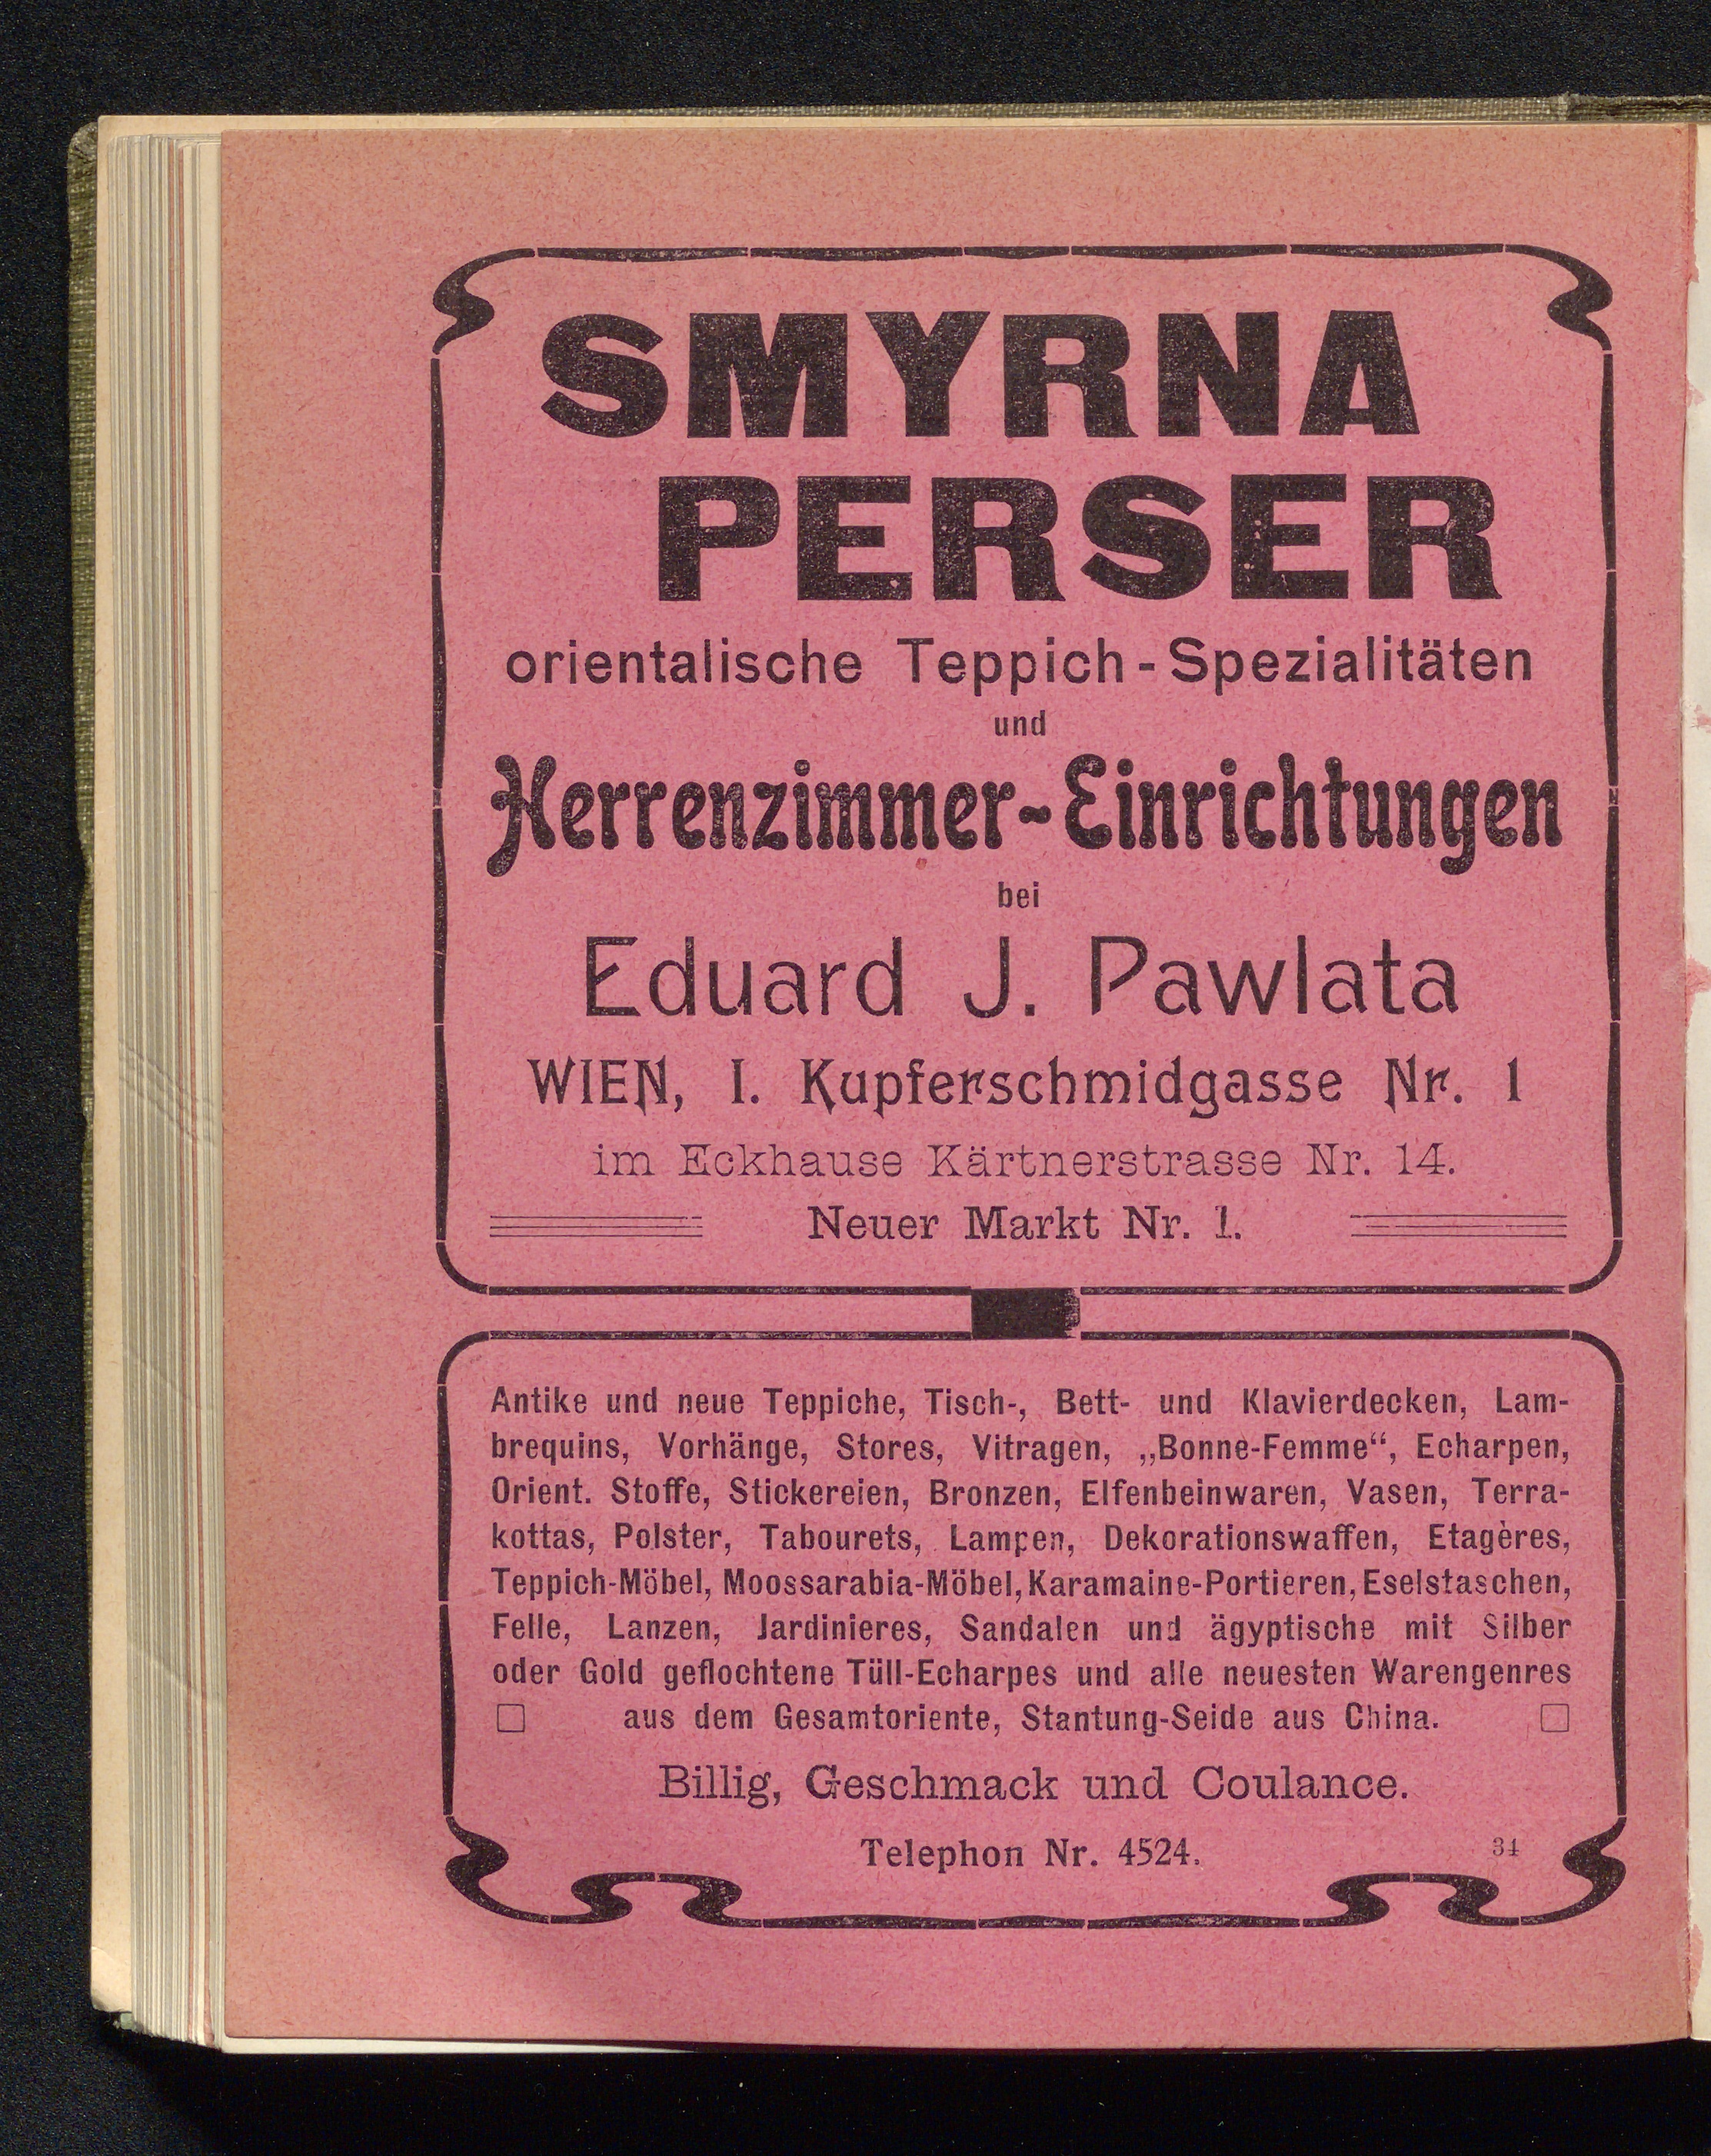 SMYRNA
PERSER
orientalische Teppich-Spezialitäten
und
Herrenzimmer-Einrichtungen
bei
Eduard J. Pawlata
WIEN, I. Kupferschmidgasse Nr. 1
im Eckhause Kärtnerstrasse Nr. 14.
Neuer Markt Nr. 1.
Antike und neue Teppiche, Tisch-, Bett- und Klavierdecken, Lam-
brequins, Vorhänge, Stores, Vitragen, „Bonne-Femme“, Echarpen,
Orient. Stoffe, Stickereien, Bronzen, Elfenbeinwaren, Vasen, Terra-
kottas, Polster, Tabourets, Lampen, Dekorationswaffen, Etagères,
Teppich-Möbel, Moossarabia-Möbel, Karamaine-Portieren, Eselstaschen,
Felle, Lanzen, Jardinieres, Sandalen und ägyptische mit Silber
oder Gold geflochtene Tüll-Echarpes und alle neuesten Warengenres
aus dem Gesamtoriente, Stantung-Seide aus China.
Billig, Geschmack und Coulance.
Telephon Nr. 4524.
34